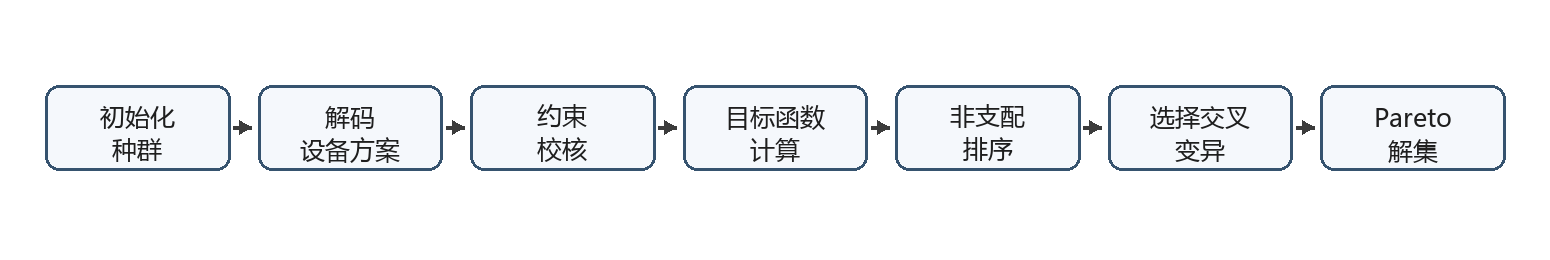 初始化
种群
解码
设备方案
约束
校核
目标函数
计算
非支配
排序
选择交叉
变异
Pareto
解集